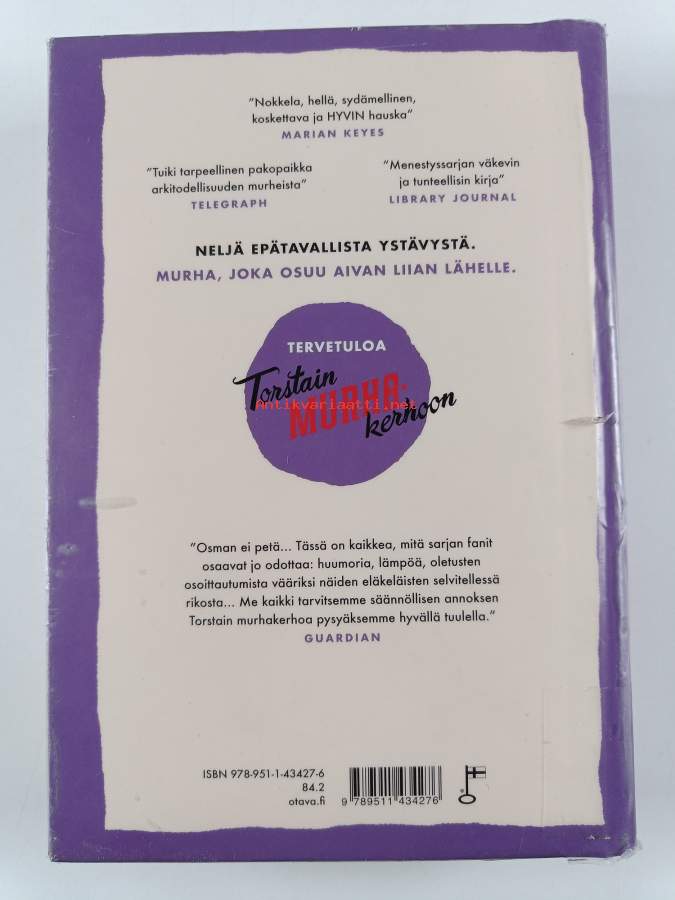 "Nokkela, hellä, sydämellinen,
koskettava ja HYVIN hauska"
MARIAN KEYES
"Tuiki tarpeellinen pakopaikka
arkitodellisuuden murheista"
TELEGRAPH
"Menestyssarjan väkevin
ja tunteellisin kirja"
LIBRARY JOURNAL
NELJÄ EPÄTAVALLISTA YSTÄVYSTÄ.
MURHA, JOKA OSUU AIVAN LIIAN LÄHELLE.
TERVETULOA
Torstain
MURHA-
kerhoon
Antikvariaatti.net
"Osman ei petä... Tässä on kaikkea, mitä sarjan fanit
osaavat jo odottaa: huumoria, lämpöä, oletusten
osoittautumista vääriksi näiden eläkeläisten selvitellessä
rikosta... Me kaikki tarvitsemme säännöllisen annoksen
Torstain murhakerhoa pysyäksemme hyvällä tuulella."
GUARDIAN
ISBN 978-951-1-43427-6
84.2
otava.fi
9 789511 434276